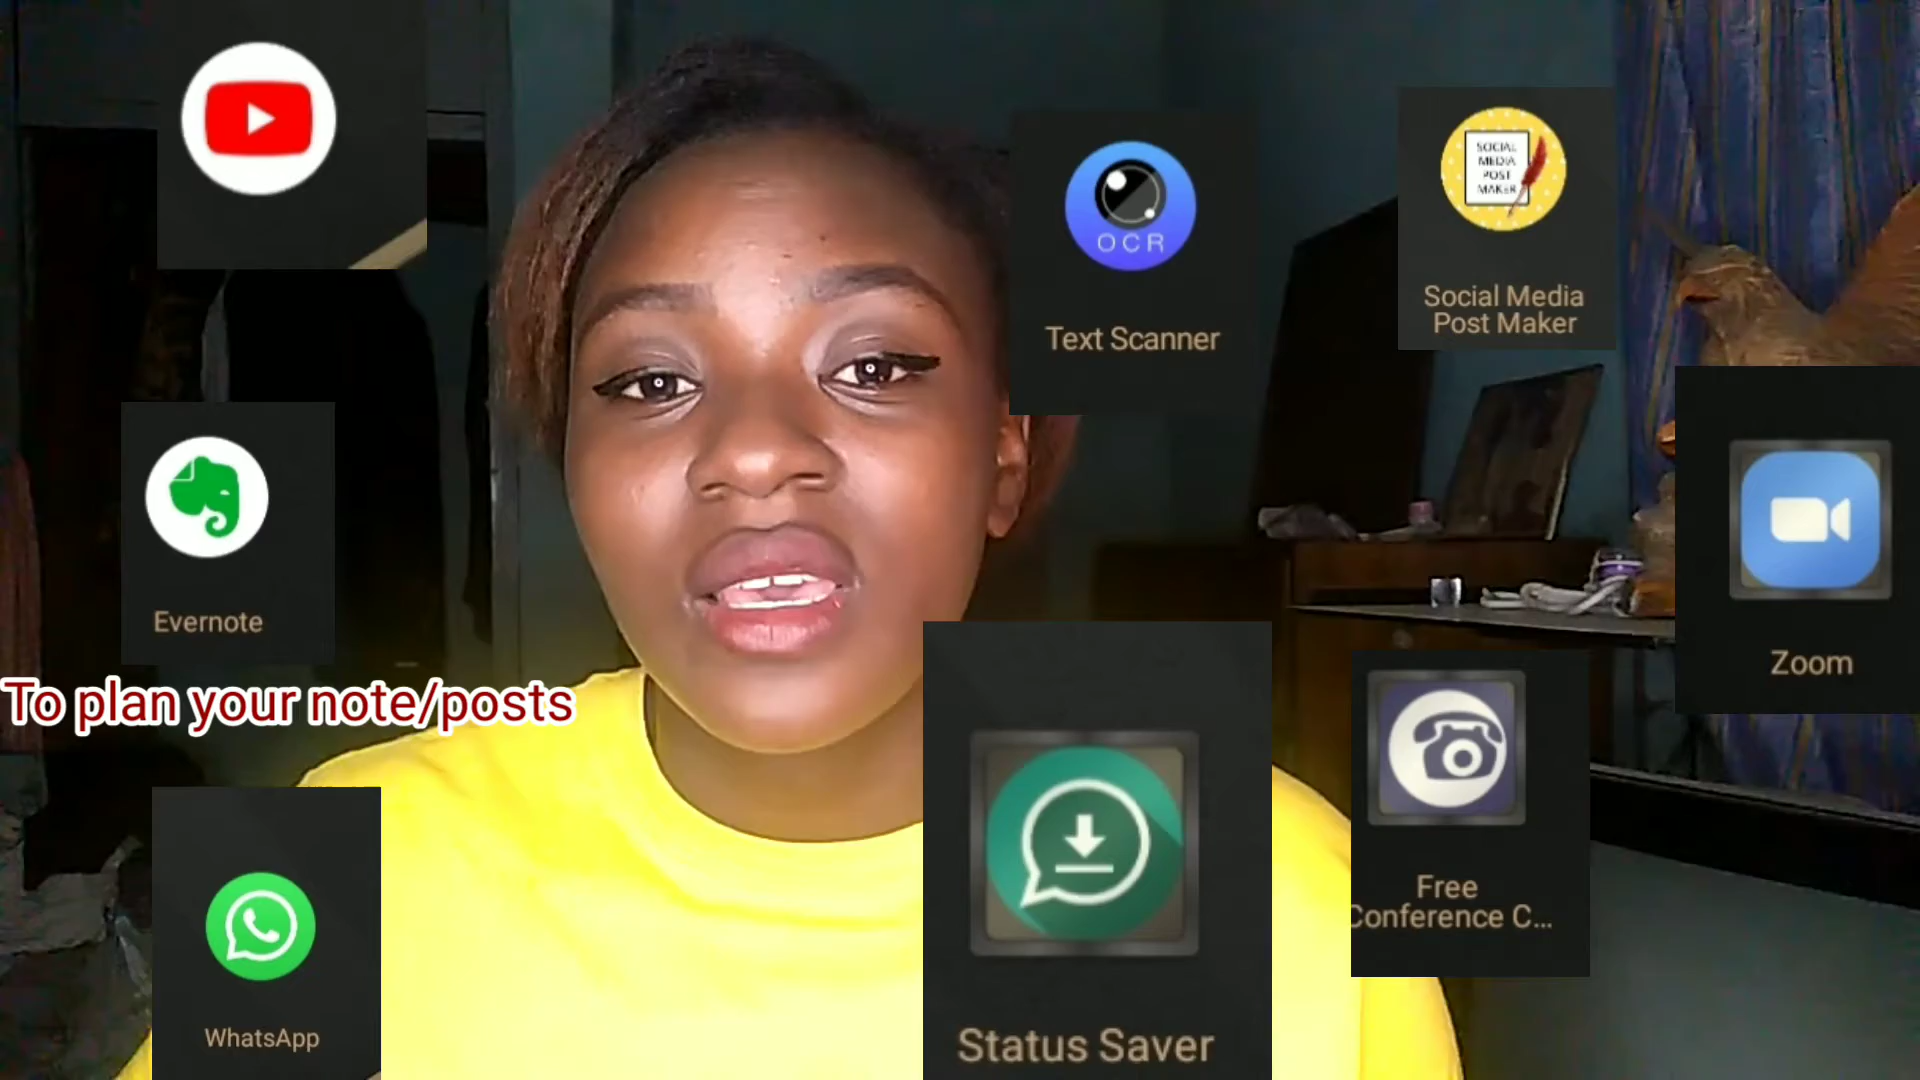 SOCIAL
MEDIA
POST
MAKER
OCR
Social Media
Post Maker
Text Scanner
Evernote
Zoom
To plan your note/posts
Free
Conference C...
WhatsApp
Status Saver